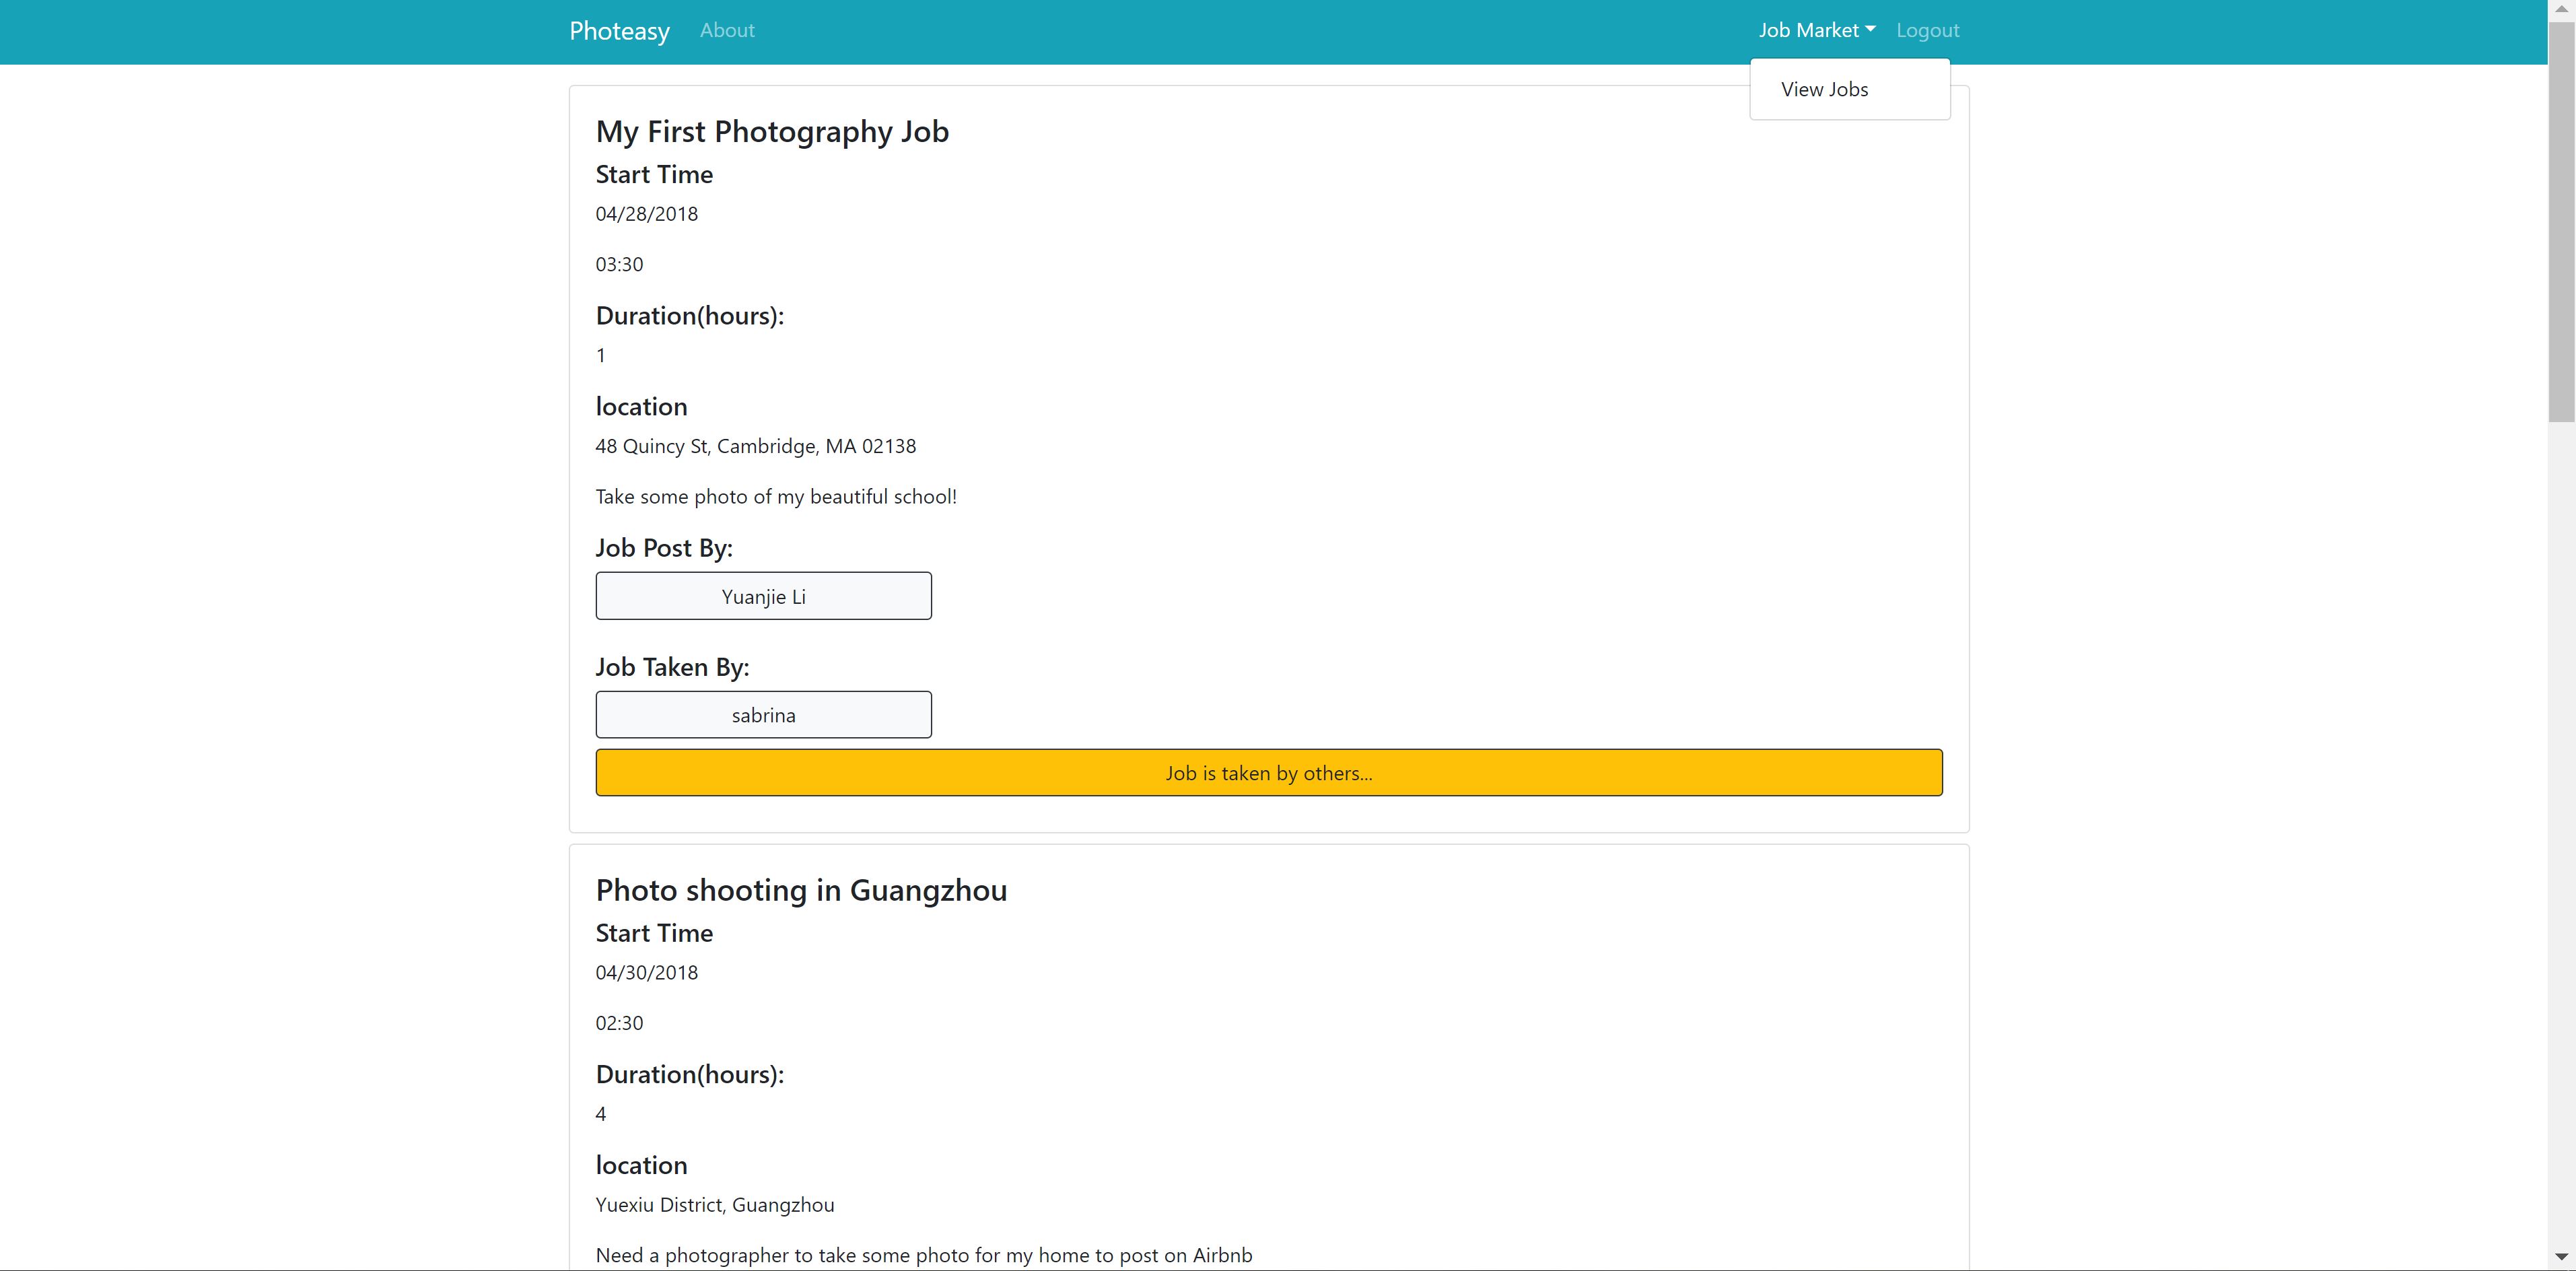 Photeasy About Job Market Logout
View Jobs
My First Photography Job
Start Time
04/28/2018
03:30
Duration(hours):
1
location
48 Quincy St, Cambridge, MA 02138
Take some photo of my beautiful school!
Job Post By:
Yuanjie Li
Job Taken By:
sabrina
Job is taken by others...
Photo shooting in Guangzhou
Start Time
04/30/2018
02:30
Duration(hours):
4
location
Yuexiu District, Guangzhou
Need a photographer to take some photo for my home to post on Airbnb